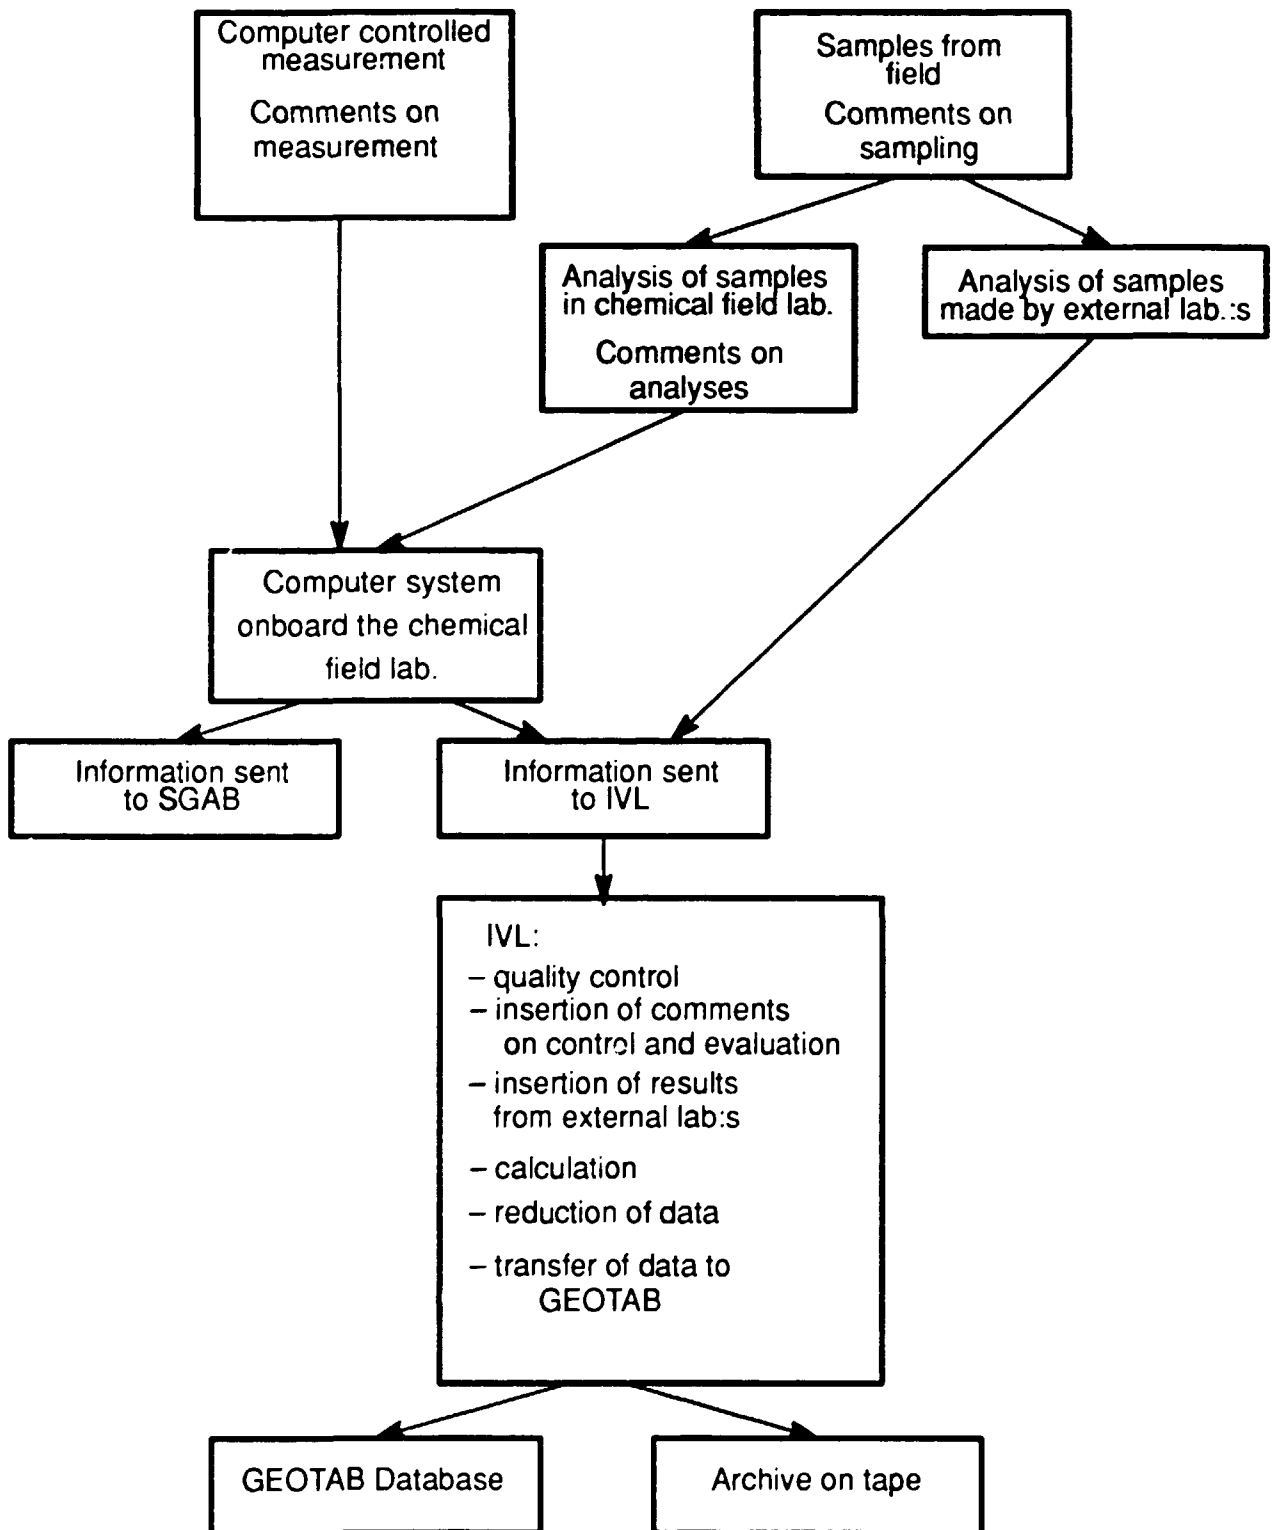 Computer controlled
measurement
Comments on
measurement
Samples from
field
Comments on
sampling
Analysis of samples
in chemical field lab.
Comments on
analyses
Analysis of samples
made by external lab.:s
Computer system
onboard the chemical
field lab.
Information sent
to SGAB
Information sent
to IVL
IVL:
– quality control
– insertion of comments
on control and evaluation
– insertion of results
from external lab:s
– calculation
– reduction of data
– transfer of data to
GEOTAB
GEOTAB Database
Archive on tape